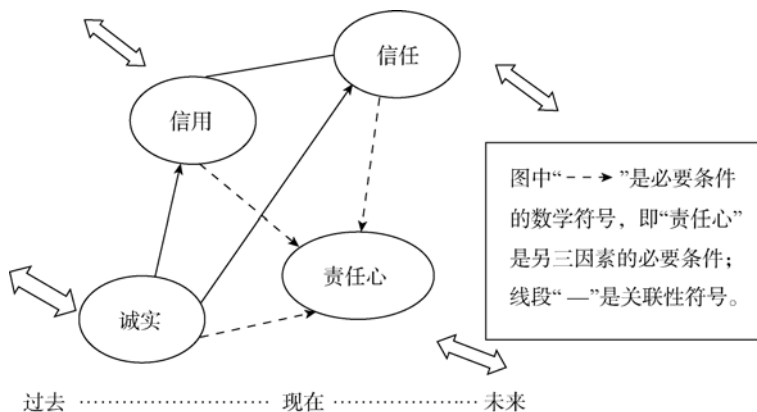 信任
信用
责任心
诚实
图中“- - →”是必要条件
的数学符号，即“责任心”
是另三因素的必要条件；
线段“—”是关联性符号。
过去 ………………… 现在 ………………… 未来